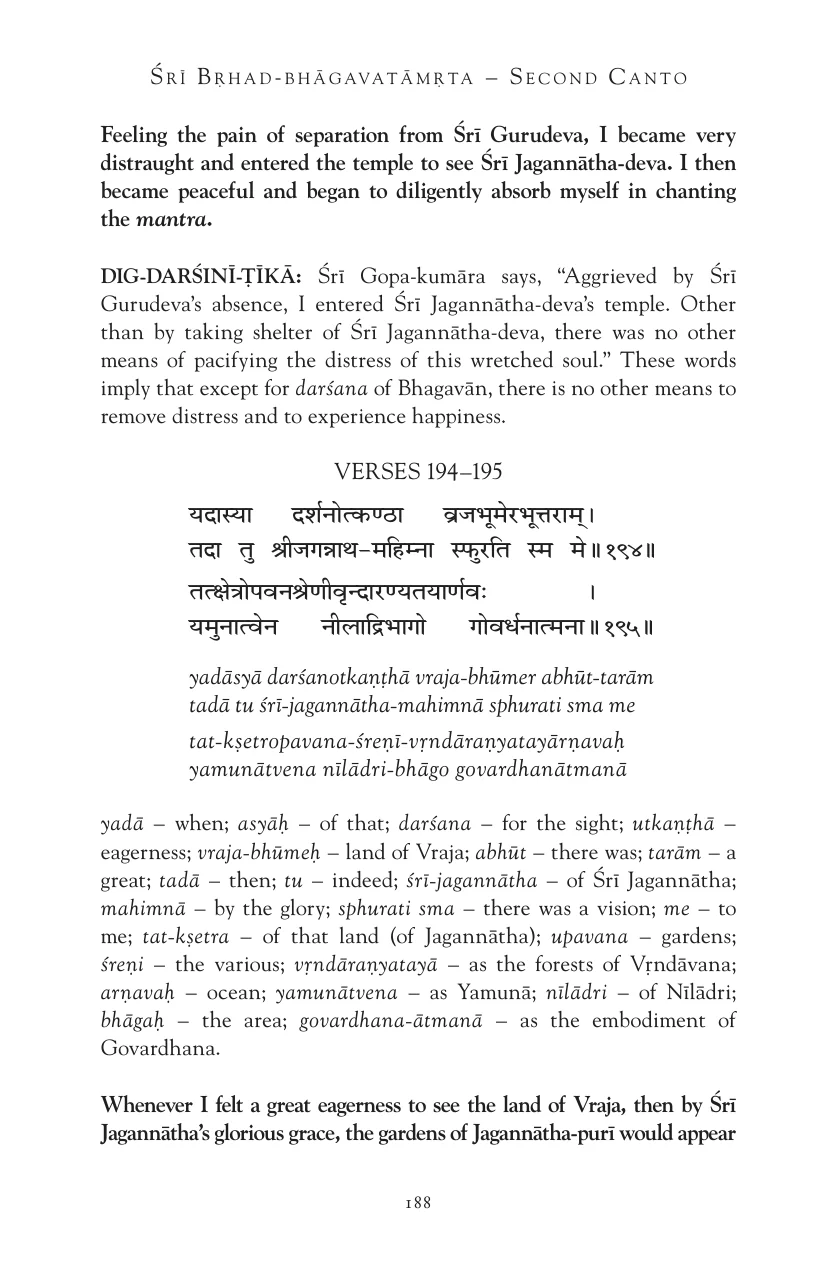 ŚRĪ BṚHAD-BHĀGAVATĀMṚTA – SECOND CANTO
Feeling the pain of separation from Śrī Gurudeva, I became very
distraught and entered the temple to see Śrī Jagannātha-deva. I then
became peaceful and began to diligently absorb myself in chanting
the mantra.
DIG-DARŚINĪ-ṬĪKĀ: Śrī Gopa-kumāra says, “Aggrieved by Śrī
Gurudeva’s absence, I entered Śrī Jagannātha-deva’s temple. Other
than by taking shelter of Śrī Jagannātha-deva, there was no other
means of pacifying the distress of this wretched soul.” These words
imply that except for darśana of Bhagavān, there is no other means to
remove distress and to experience happiness.
VERSES 194–195
यदास्या दर्शनोत्कण्ठा व्रजभूमेरभूत्तराम्।
तदा तु श्रीजगन्नाथ-महिम्ना स्फुरति स्म मे॥१९४॥
तत्क्षेत्रोपवनश्रेणीवृन्दारण्यतयार्णवः ।
यमुनात्वेन नीलाद्रिभागो गोवर्धनात्मना॥१९५॥
yadāsyā darśanotkaṇṭhā vraja-bhūmer abhūt-tarām
tadā tu śrī-jagannātha-mahimnā sphurati sma me
tat-kṣetropavana-śreṇī-vṛndāraṇyatayārṇavaḥ
yamunātvena nīlādri-bhāgo govardhanātmanā
yadā – when; asyāḥ – of that; darśana – for the sight; utkaṇṭhā –
eagerness; vraja-bhūmeḥ – land of Vraja; abhūt – there was; tarām – a
great; tadā – then; tu – indeed; śrī-jagannātha – of Śrī Jagannātha;
mahimnā – by the glory; sphurati sma – there was a vision; me – to
me; tat-kṣetra – of that land (of Jagannātha); upavana – gardens;
śreṇi – the various; vṛndāraṇyatayā – as the forests of Vṛndāvana;
arṇavaḥ – ocean; yamunātvena – as Yamunā; nīlādri – of Nīlādri;
bhāgaḥ – the area; govardhana-ātmanā – as the embodiment of
Govardhana.
Whenever I felt a great eagerness to see the land of Vraja, then by Śrī
Jagannātha’s glorious grace, the gardens of Jagannātha-purī would appear
188